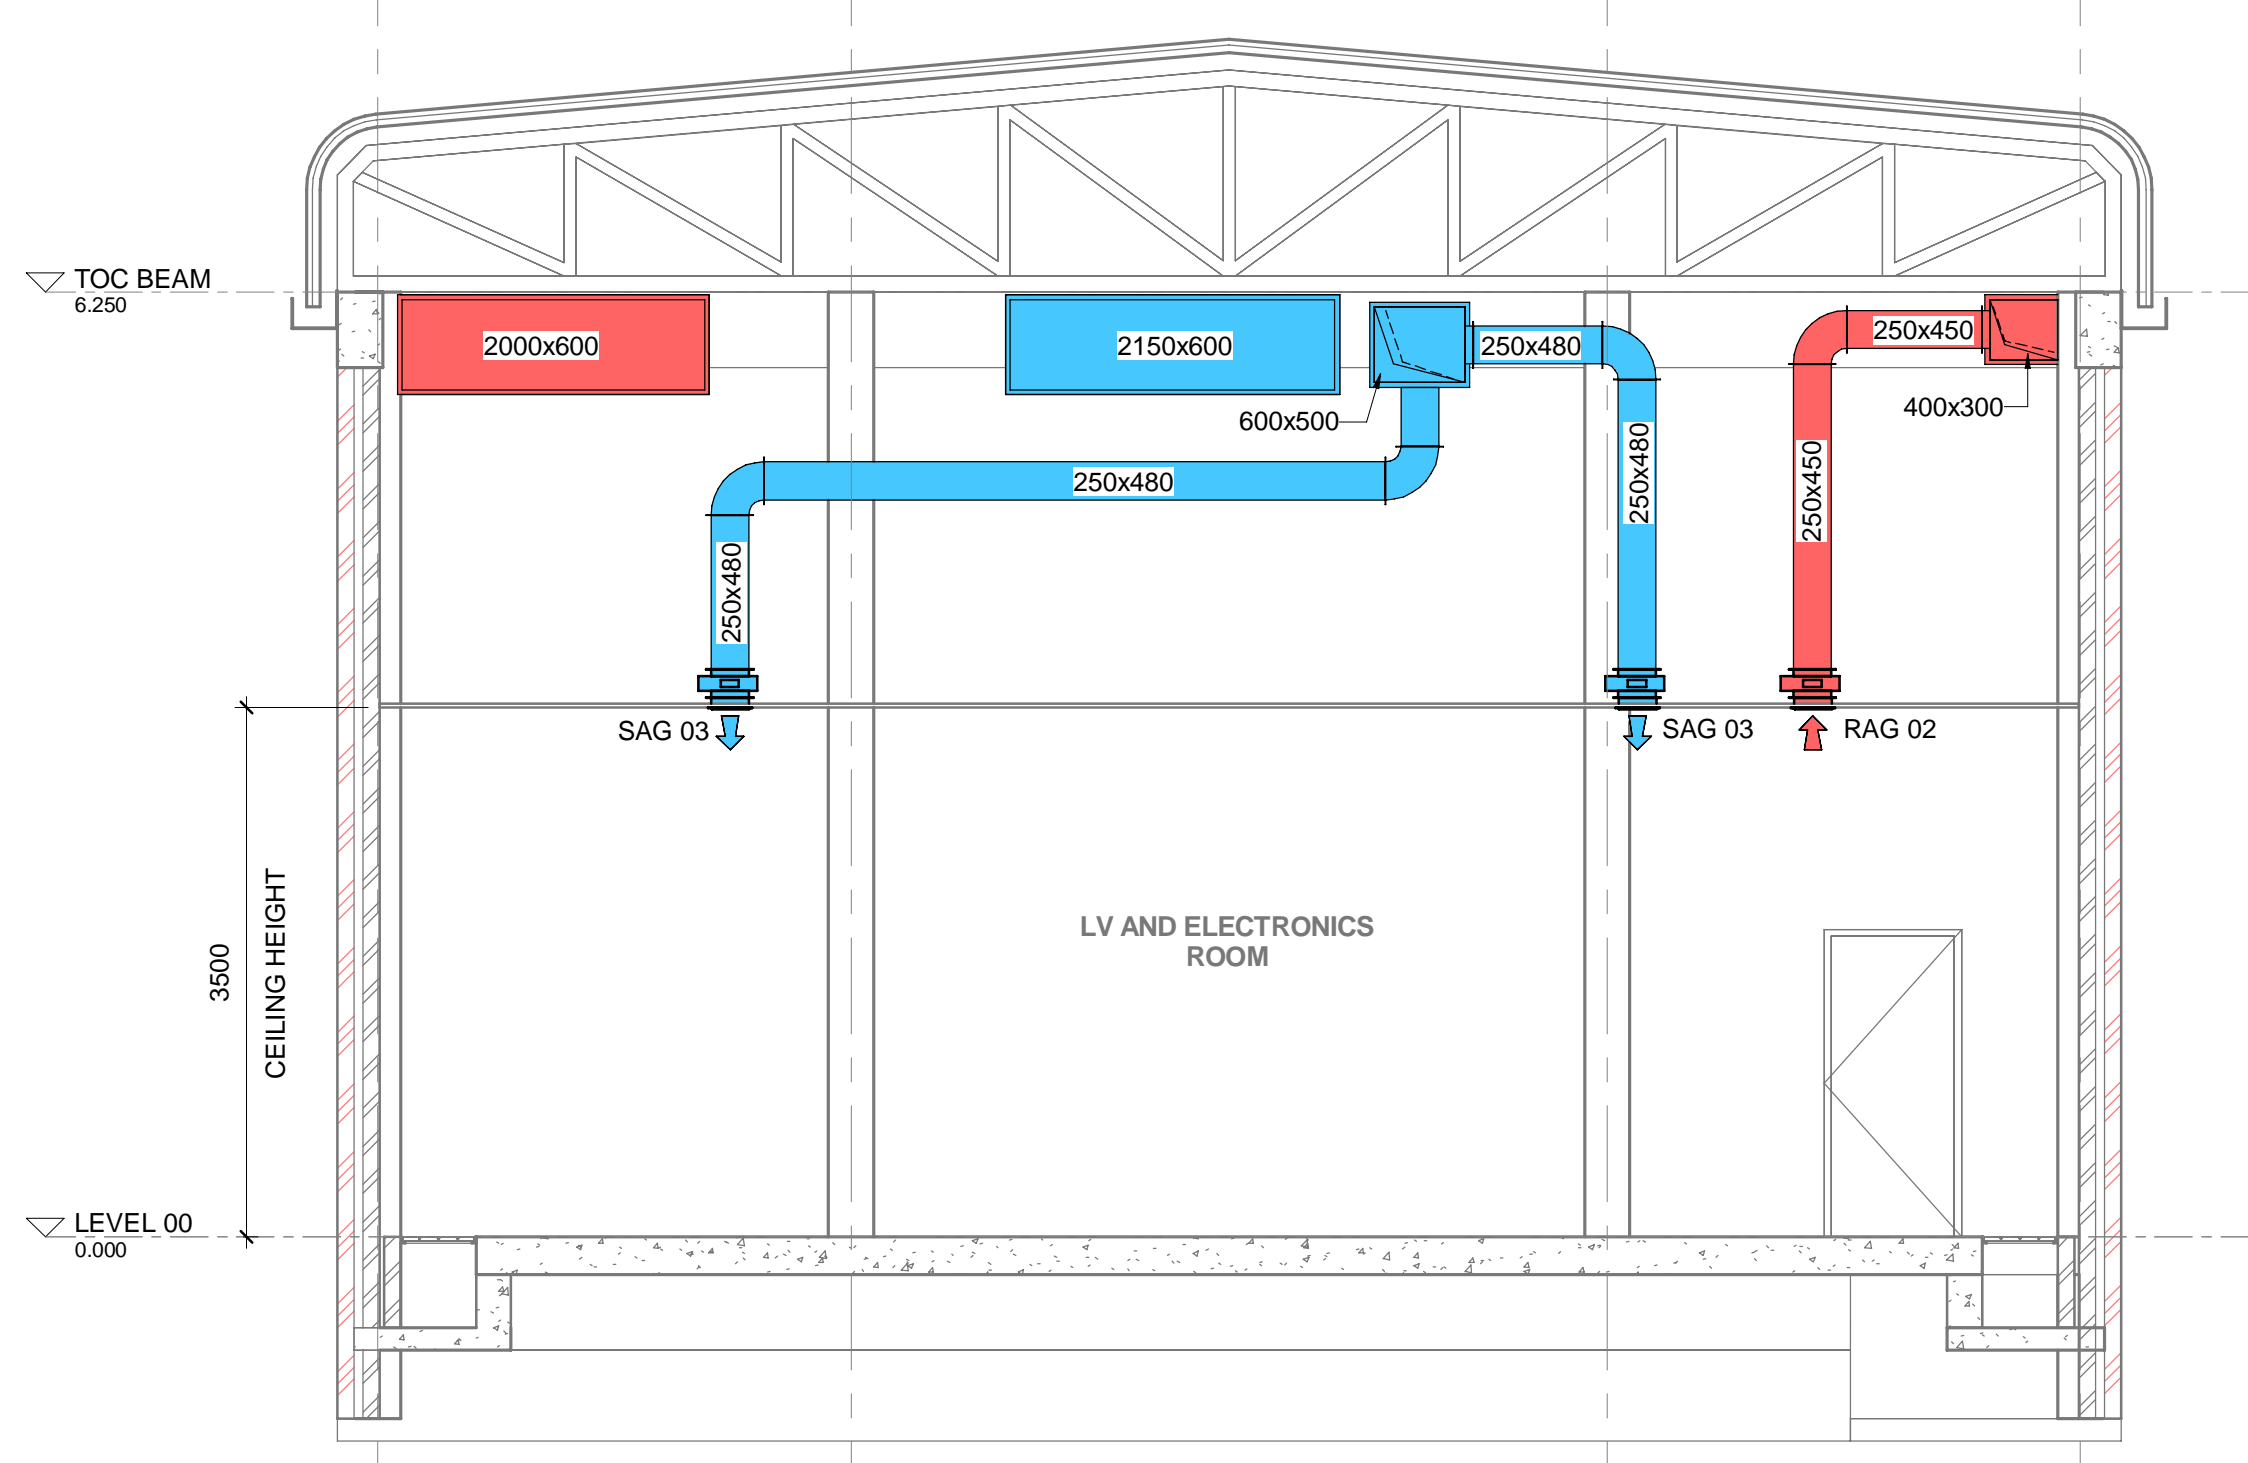 TOC BEAM
6.250
2000x600
2150x600
250x480
250x450
600x500
400x300
250x480
250x480
250x450
250x480
SAG 03
SAG 03
RAG 02
3500
CEILING HEIGHT
LV AND ELECTRONICS
ROOM
LEVEL 00
0.000